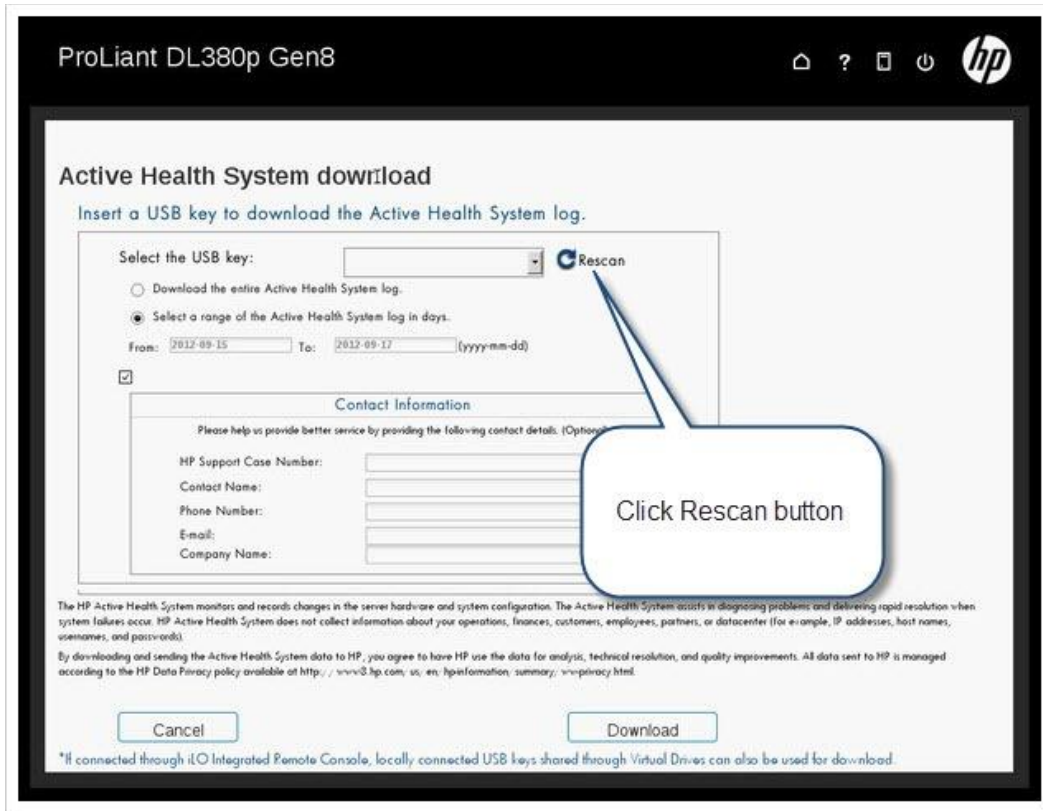 ProLiant DL380p Gen8
? hp
Active Health System download
Insert a USB key to download the Active Health System log.
Select the USB key: Rescan
Download the entire Active Health System log.
Select a range of the Active Health System log in days.
From: 2012-09-15 To: 2012-09-17 (yyyy-mm-dd)
Contact Information
Please help us provide better service by providing the following contact details. (Optional
HP Support Case Number:
Contact Name:
Phone Number:
E-mail:
Company Name:
Click Rescan button
The HP Active Health System monitors and records changes in the server hardware and system configuration. The Active Health System assists in diagnosing problems and delivering rapid resolution when
system failures occur. HP Active Health System does not collect information about your operations, finances, customers, employees, partners, or datacenter (for example, IP addresses, host names,
usernames, and passwords).
By downloading and sending the Active Health System data to HP, you agree to have HP use the data for analysis, technical resolution, and quality improvements. All data sent to HP is managed
according to the HP Data Privacy policy available at
Cancel Download
*If connected through iLO Integrated Remote Console, locally connected USB keys shared through Virtual Drives can also be used for download.